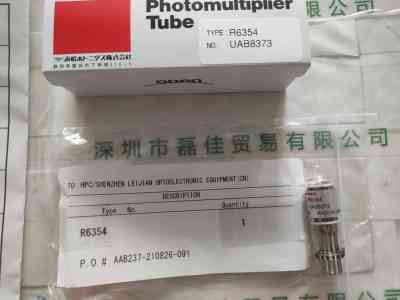 Photomultiplier
Tube
TYPE R6354
NO. UAB8373
深圳市磊佳贸易有限公司
TO HPC/SHENZHEN LEIJIAN OPTOELECTRONIC EQUIPMENT(CN)
DESCRIPTION
Type No. Quantity
R6354 1
P.O.# AAB237-210826-091